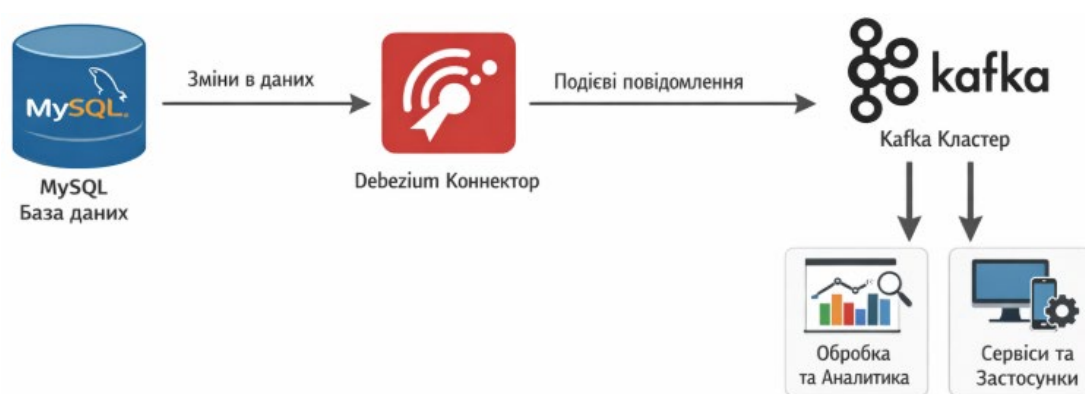 MySQL
MySQL
База даних
Зміни в даних
Debezium Коннектор
Подієві повідомлення
kafka
Kafka Кластер
Обробка
та Аналитика
Сервіси та
Застосунки